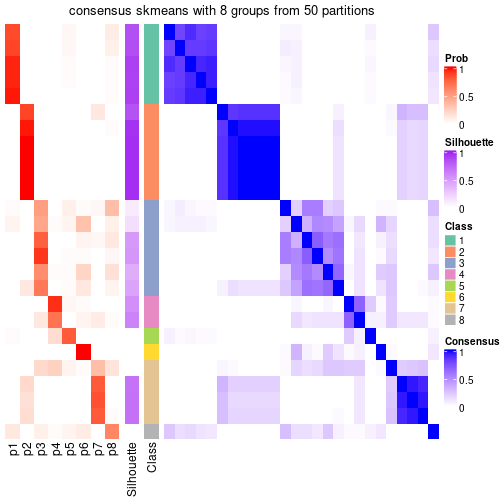 consensus skmeans with 8 groups from 50 partitions
Prob
1
0.5
0
Silhouette
1
0.5
0
Class
1
2
3
4
5
6
7
8
Consensus
1
0.5
0
p1
p2
p3
p4
p5
p6
p7
p8
Silhouette
Class